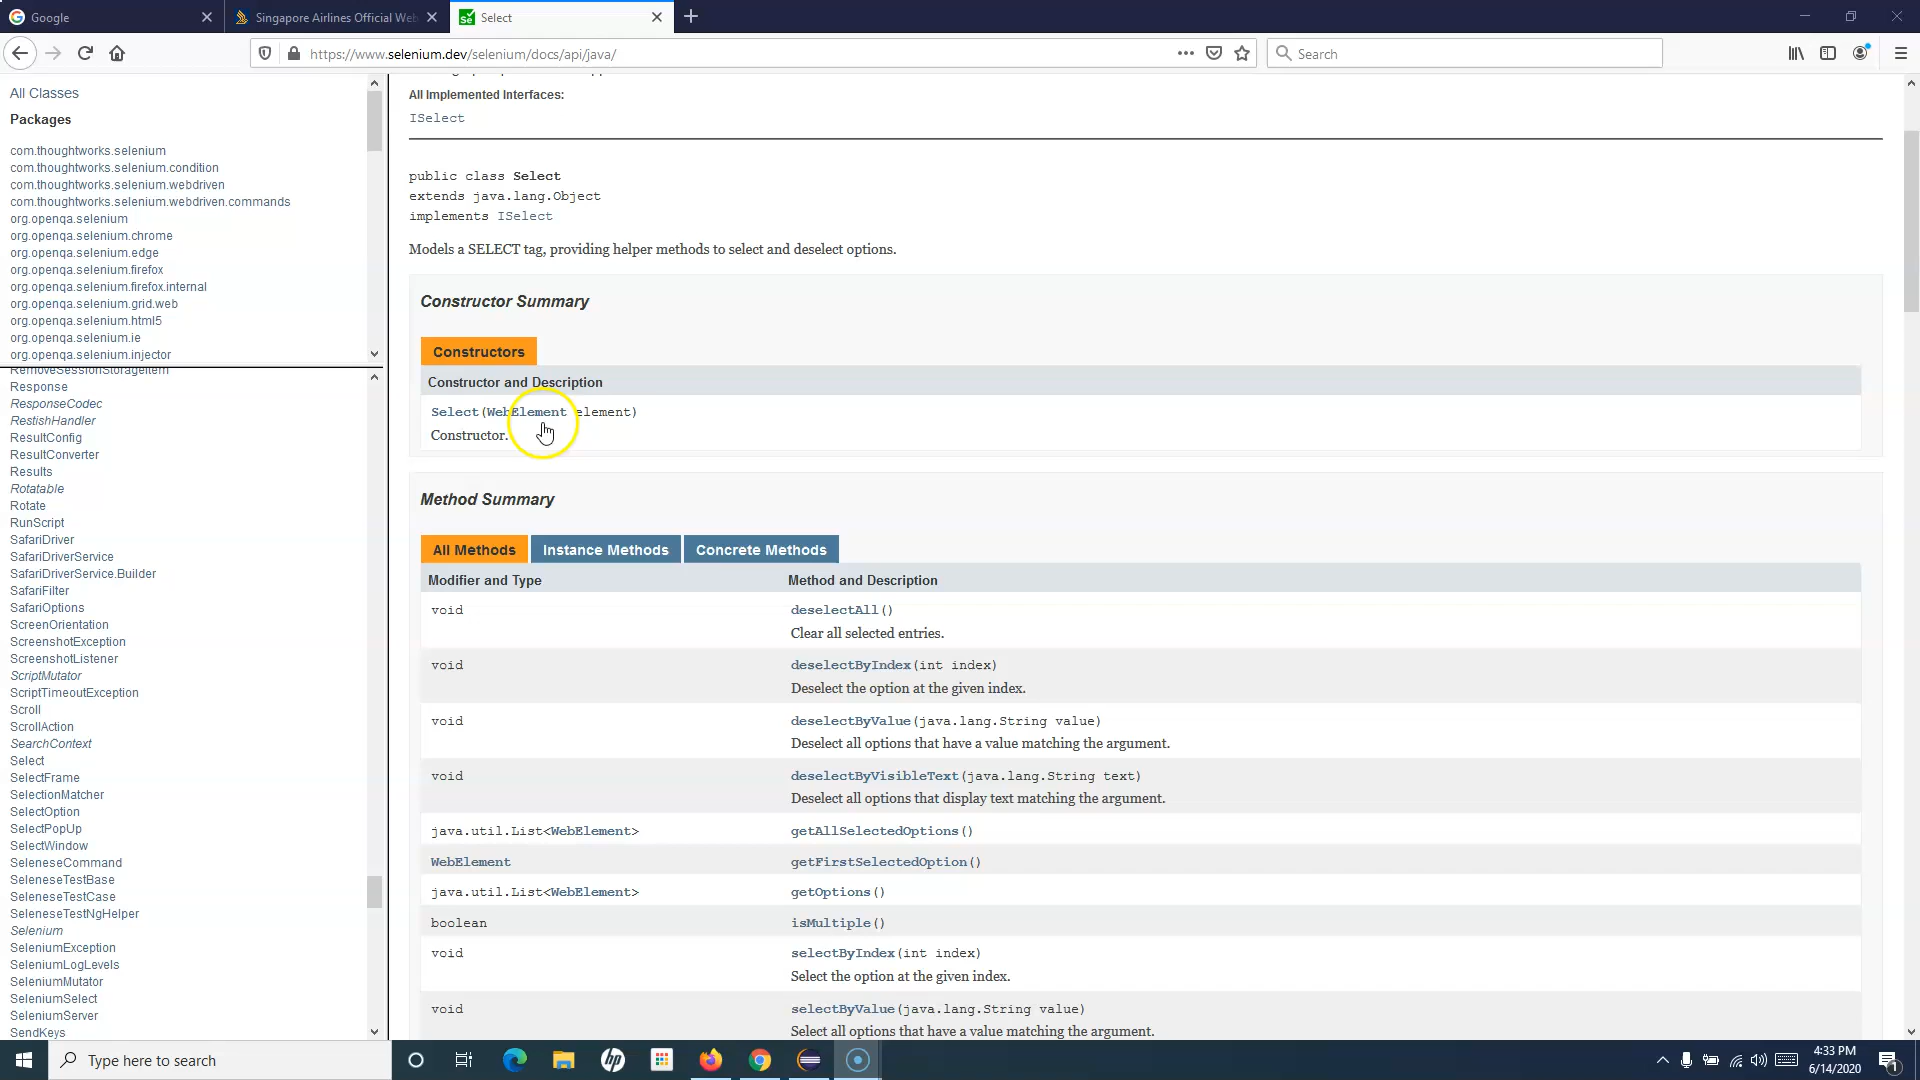 Google
Singapore Airlines Official Web
Select
https://www.selenium.dev/selenium/docs/api/java/
Search
All Classes
Packages
com.thoughtworks.selenium
com.thoughtworks.selenium.condition
com.thoughtworks.selenium.webdriven
com.thoughtworks.selenium.webdriven.commands
org.openqa.selenium
org.openqa.selenium.chrome
org.openqa.selenium.edge
org.openqa.selenium.firefox
org.openqa.selenium.firefox.internal
org.openqa.selenium.grid.web
org.openqa.selenium.html5
org.openqa.selenium.ie
org.openqa.selenium.injector
RemoveSessionStorageItem
Response
ResponseCodec
RestishHandler
ResultConfig
ResultConverter
Results
Rotatable
Rotate
RunScript
SafariDriver
SafariDriverService
SafariDriverService.Builder
SafariFilter
SafariOptions
ScreenOrientation
ScreenshotException
ScreenshotListener
ScriptMutator
ScriptTimeoutException
Scroll
ScrollAction
SearchContext
Select
SelectFrame
SelectionMatcher
SelectOption
SelectPopUp
SelectWindow
SeleneseCommand
SeleneseTestBase
SeleneseTestCase
SeleneseTestNgHelper
Selenium
SeleniumException
SeleniumLogLevels
SeleniumMutator
SeleniumSelect
SeleniumServer
SendKeys
All Implemented Interfaces:
ISelect
public class Select
extends java.lang.Object
implements ISelect
Models a SELECT tag, providing helper methods to select and deselect options.
Constructor Summary
Constructors
Constructor and Description
Select(WebElement element)
Constructor.
Method Summary
All Methods Instance Methods Concrete Methods
Modifier and Type Method and Description
void deselectAll()
Clear all selected entries.
void deselectByIndex(int index)
Deselect the option at the given index.
void deselectByValue(java.lang.String value)
Deselect all options that have a value matching the argument.
void deselectByVisibleText(java.lang.String text)
Deselect all options that display text matching the argument.
java.util.List<WebElement> getAllSelectedOptions()
WebElement getFirstSelectedOption()
java.util.List<WebElement> getOptions()
boolean isMultiple()
void selectByIndex(int index)
Select the option at the given index.
void selectByValue(java.lang.String value)
Select all options that have a value matching the argument.
Type here to search
hp
4:33 PM
6/14/2020
1